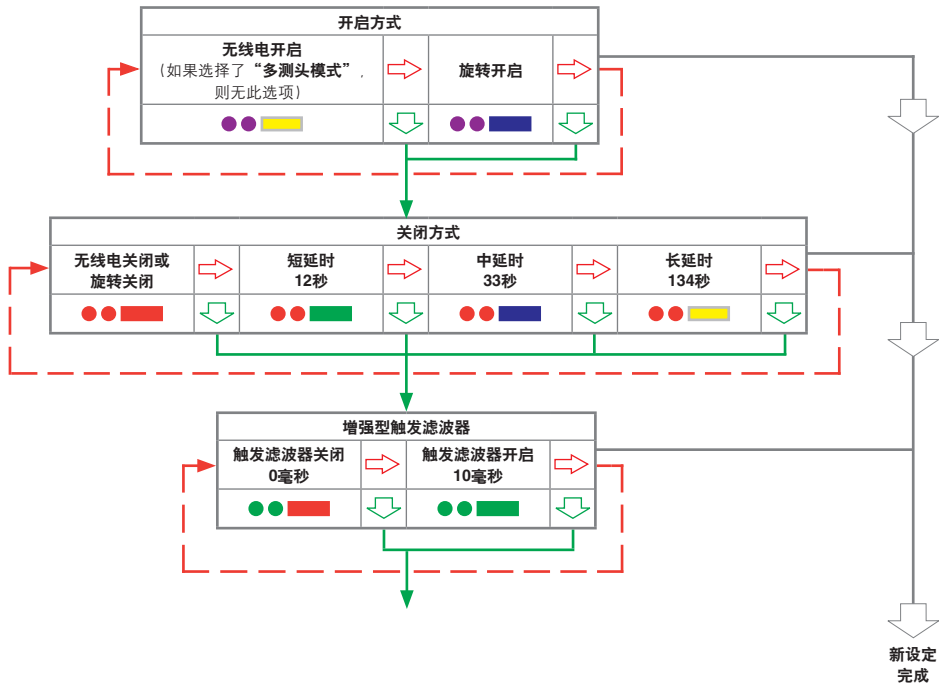 开启方式
无线电开启
（如果选择了“多测头模式”，
则无此选项）
旋转开启
关闭方式
无线电关闭或
旋转关闭
短延时
12秒
中延时
33秒
长延时
134秒
增强型触发滤波器
触发滤波器关闭
0毫秒
触发滤波器开启
10毫秒
新设定
完成